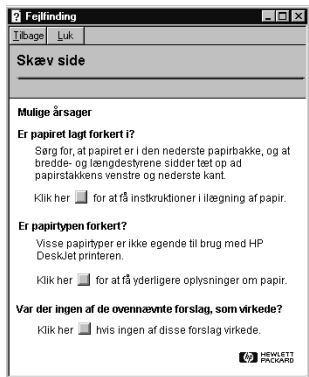 Fejlfinding
Tilbage Luk
Skæv side
Mulige årsager
Er papiret lagt forkert i?
Sørg for, at papiret er i den nederste papirbakke, og at
bredde- og længdestyrene sidder tæt op ad
papirstakkens venstre og nederste kant.
Klik her for at få instkruktioner i ilægning af papir.
Er papirtypen forkert?
Visse papirtyper er ikke egende til brug med HP
DeskJet printeren.
Klik her for at få yderligere oplysninger om papir.
Var der ingen af de ovennævnte forslag, som virkede?
Klik her hvis ingen af disse forslag virkede.
hp HEWLETT
PACKARD